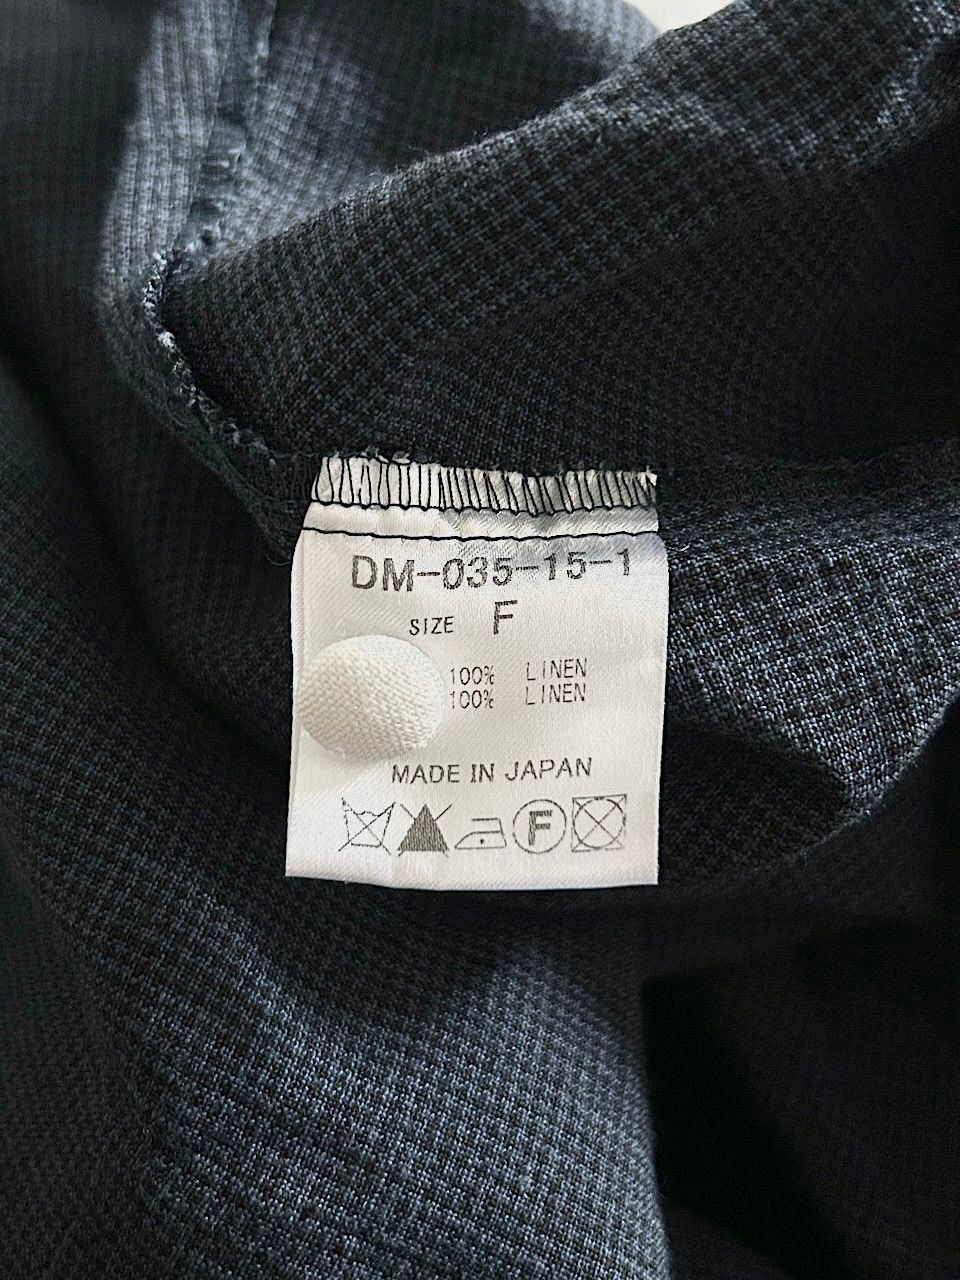 DM-035-15-1
SIZE F
100% LINEN
100% LINEN
MADE IN JAPAN
F